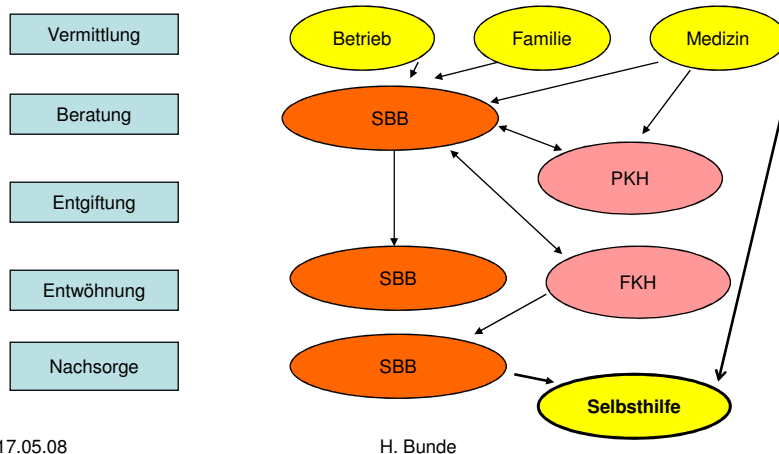 Vermittlung
Betrieb
Familie
Medizin
Beratung
SBB
PKH
Entgiftung
Entwöhnung
SBB
FKH
Nachsorge
SBB
Selbsthilfe
17.05.08
H. Bunde